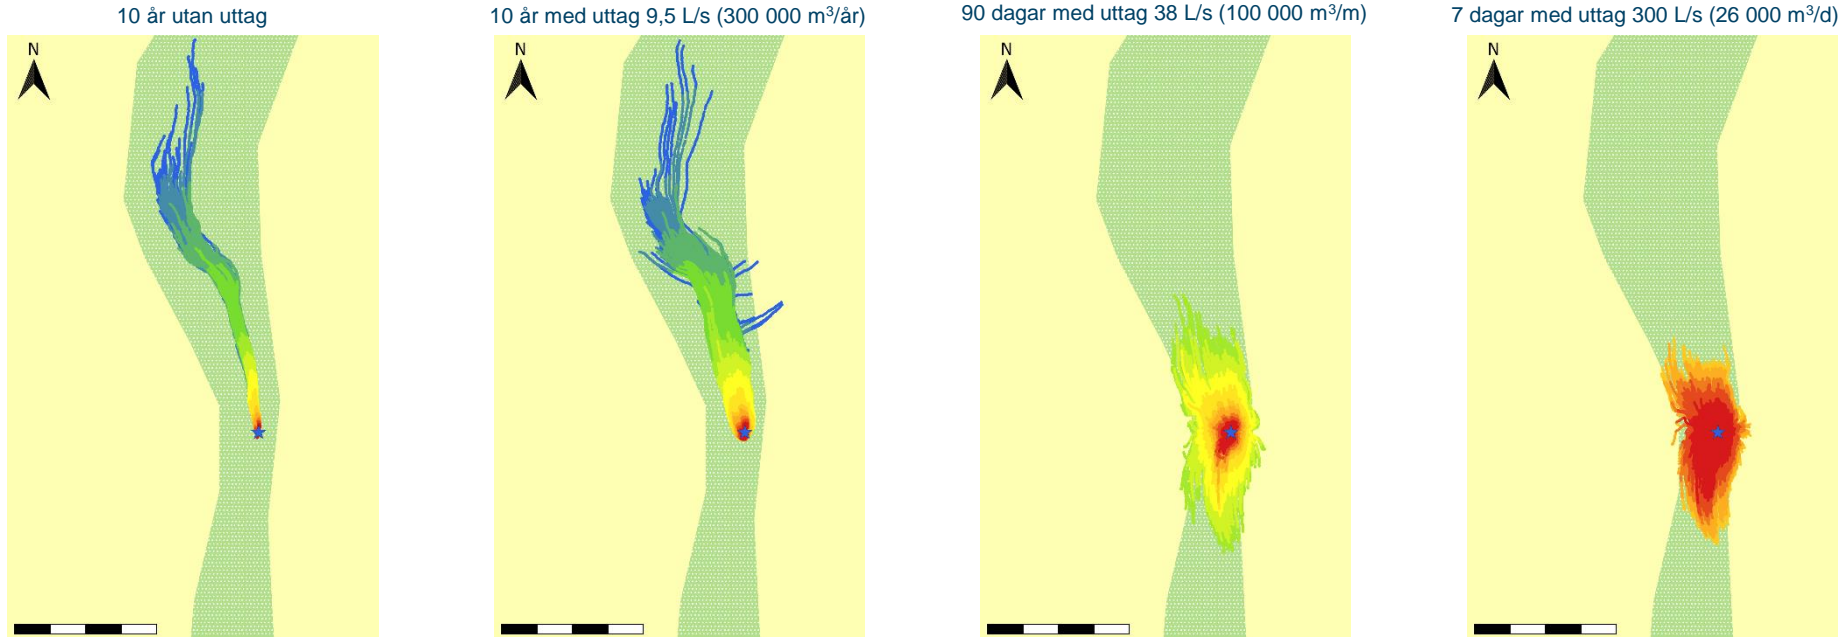 10 år utan uttag
10 år med uttag 9,5 L/s (300 000 m³/år)
90 dagar med uttag 38 L/s (100 000 m³/m)
7 dagar med uttag 300 L/s (26 000 m³/d)
N
N
N
N